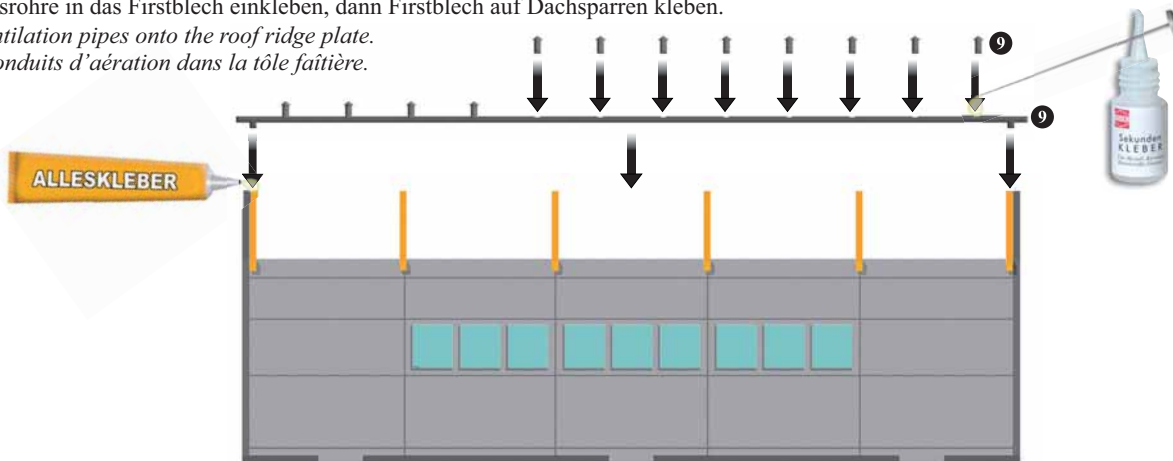 srohre in das Firstblech einkleben, dann Firstblech auf Dachsparren kleben.
ntilation pipes onto the roof ridge plate.
onduits d’aération dans la tôle faîtière.
9
9
ALLESKLEBER
Sekunden
KLEBER